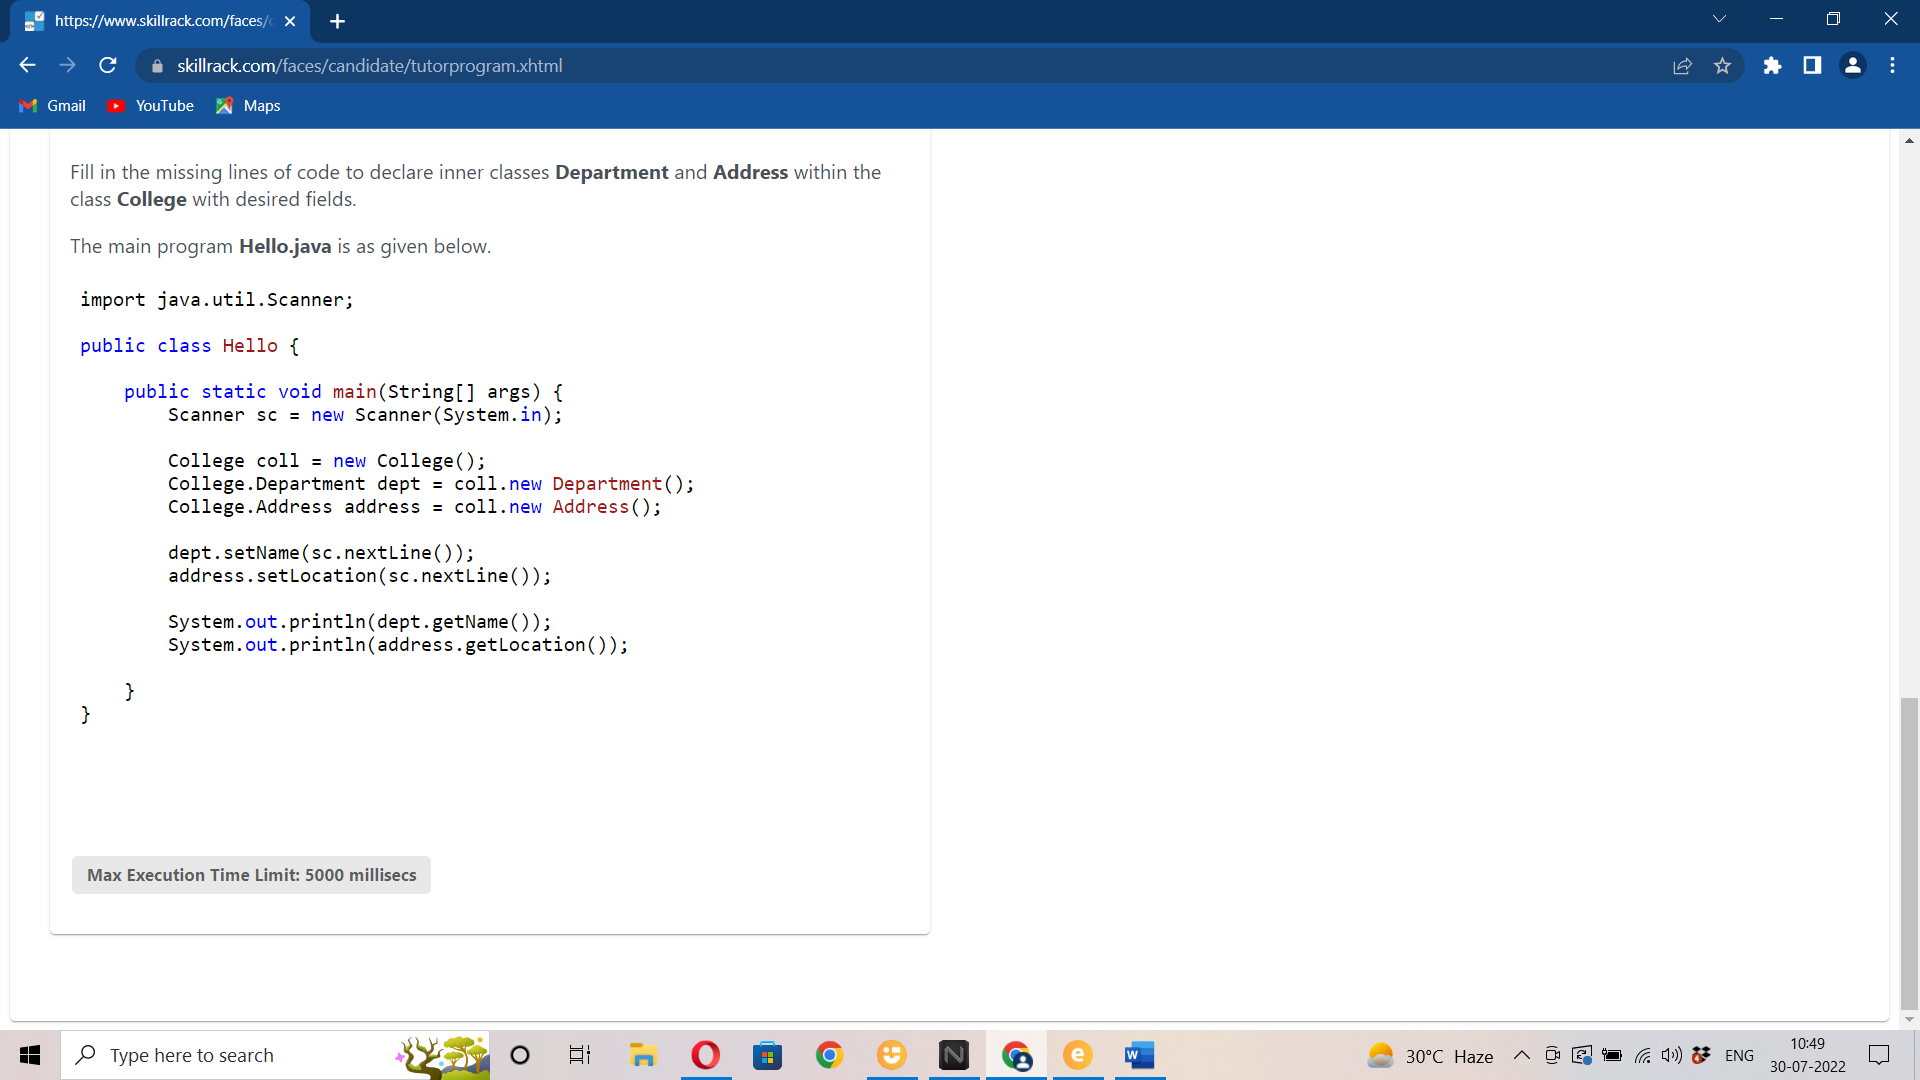 https://www.skillrack.com/faces/c
skillrack.com/faces/candidate/tutorprogram.xhtml
Gmail YouTube Maps
Fill in the missing lines of code to declare inner classes Department and Address within the
class College with desired fields.
The main program Hello.java is as given below.
import java.util.Scanner;
public class Hello {
public static void main(String[] args) {
Scanner sc = new Scanner(System.in);
College coll = new College();
College.Department dept = coll.new Department();
College.Address address = coll.new Address();
dept.setName(sc.nextLine());
address.setLocation(sc.nextLine());
System.out.println(dept.getName());
System.out.println(address.getLocation());
}
}
Max Execution Time Limit: 5000 millisecs
Type here to search
30°C Haze
ENG
10:49
30-07-2022